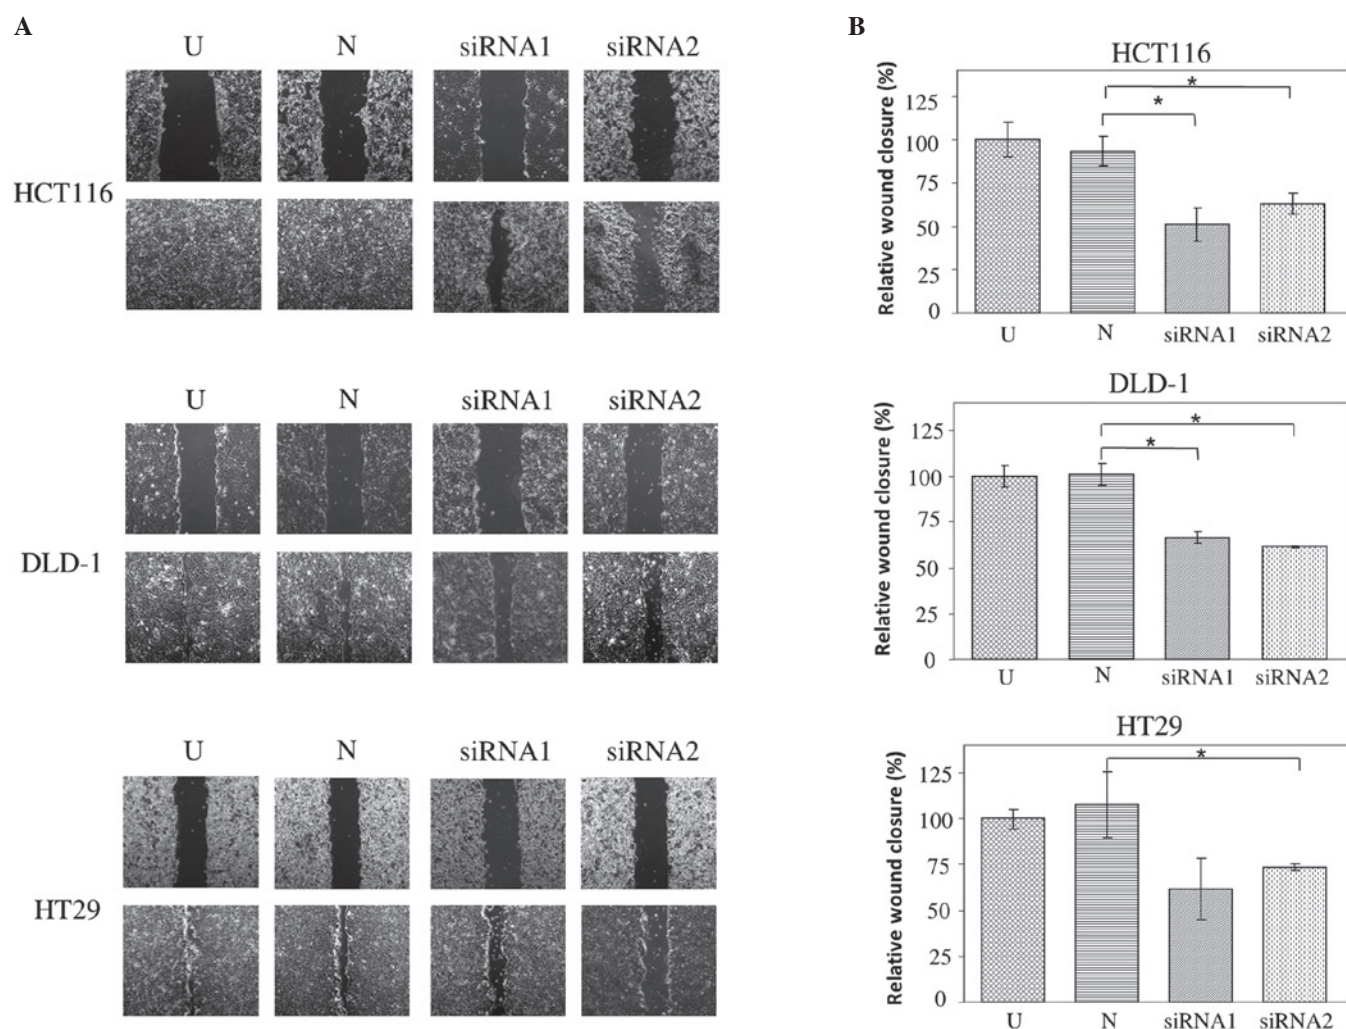 A
U N siRNA1 siRNA2
HCT116
U N siRNA1 siRNA2
DLD-1
U N siRNA1 siRNA2
HT29
B
HCT116
Relative wound closure (%)
125
100
75
50
25
0
* *
U N siRNA1 siRNA2
DLD-1
Relative wound closure (%)
125
100
75
50
25
0
* *
U N siRNA1 siRNA2
HT29
Relative wound closure (%)
125
100
75
50
25
0
*
U N siRNA1 siRNA2